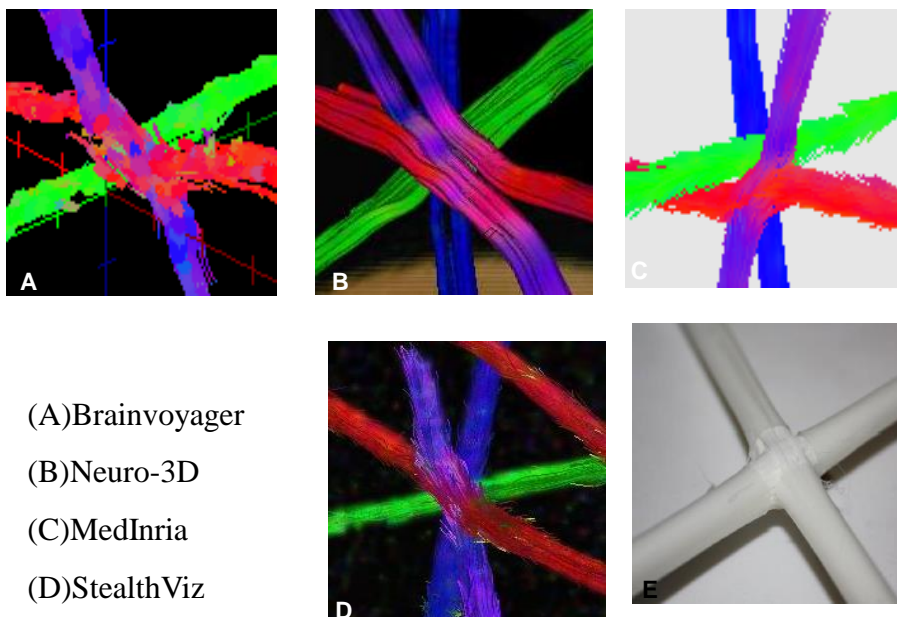 A
B
C
(A)Brainvoyager
(B)Neuro-3D
(C)MedInria
(D)StealthViz
D
E